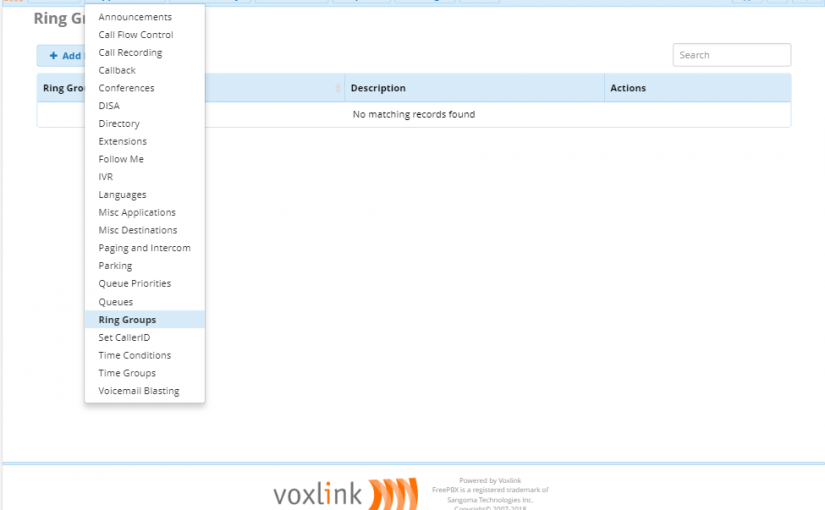 Ring
Announcements
Call Flow Control
Call Recording
Callback
Conferences
DISA
Directory
Extensions
Follow Me
IVR
Languages
Misc Applications
Misc Destinations
Paging and Intercom
Parking
Queue Priorities
Queues
Ring Groups
Set CallerID
Time Conditions
Time Groups
Voicemail Blasting
+ Add
Search
Ring Description Actions
No matching records found
voxlink
Powered by Voxlink
FreePBX is a registered trademark of
Sangoma Technologies Inc.
Copyright© 2007-2018